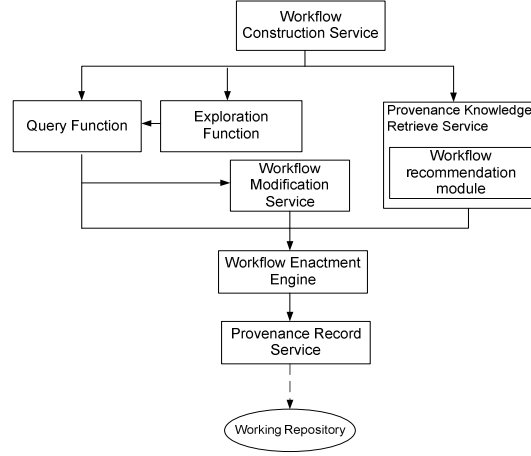 Workflow
Construction Service
Query Function
Exploration
Function
Provenance Knowledge
Retrieve Service
Workflow
recommendation
module
Workflow
Modification
Service
Workflow Enactment
Engine
Provenance Record
Service
Working Repository